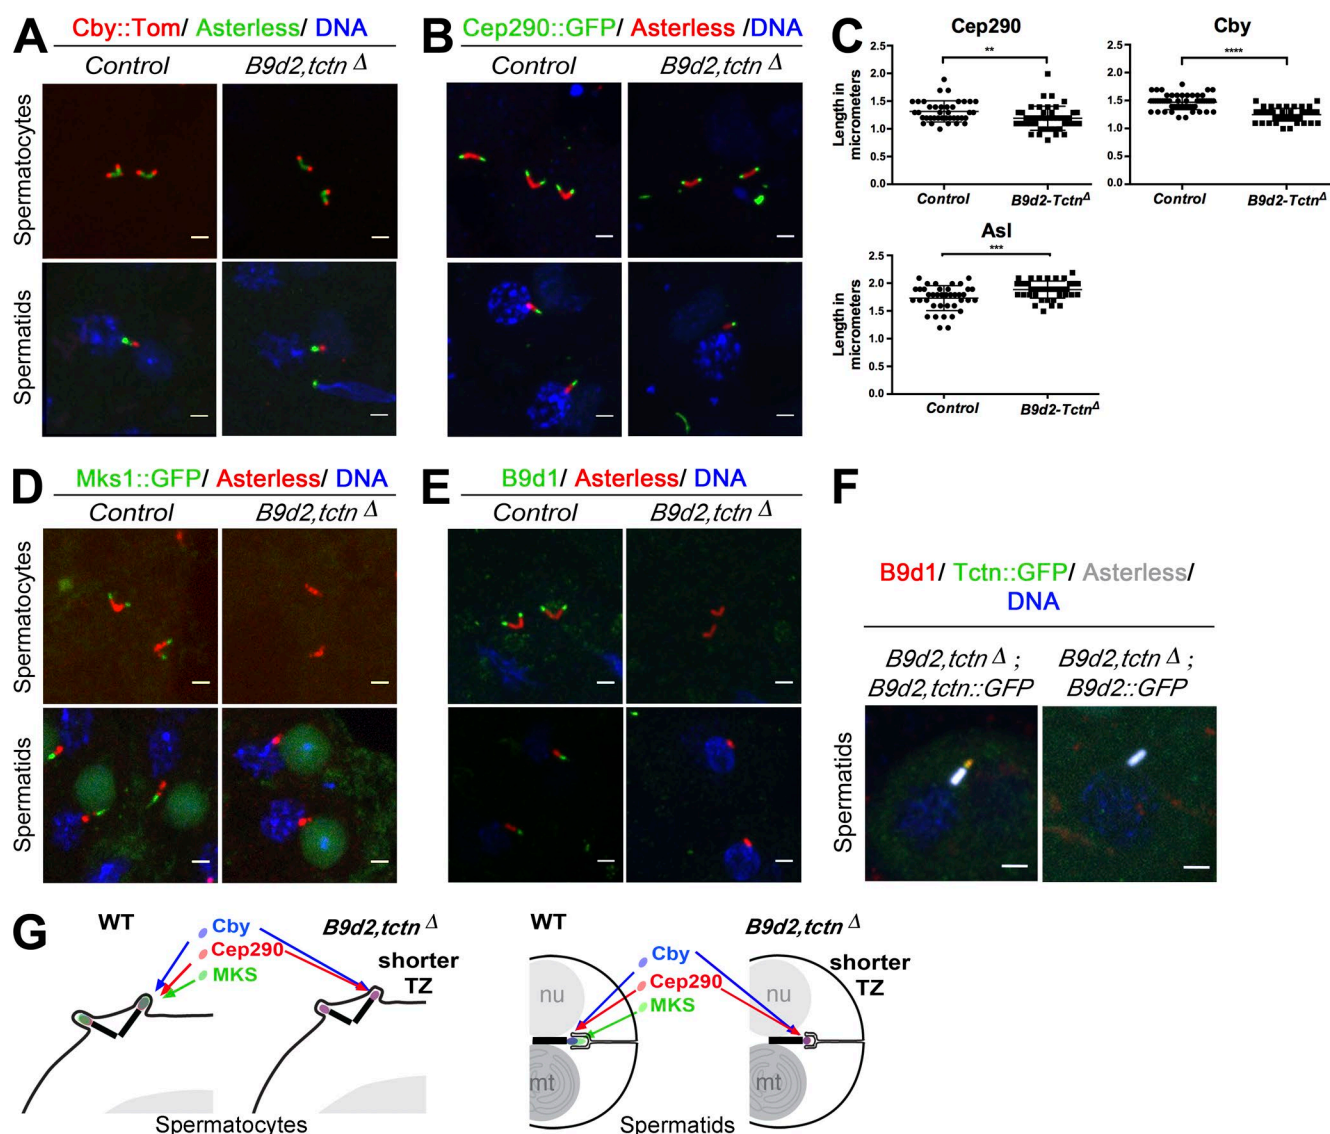 A
Cby::Tom/ Asterless/ DNA
Control
B9d2,tctn Δ
Spermatocytes
Spermatids
B
Cep290::GFP/ Asterless /DNA
Control
B9d2,tctn Δ
C
Cep290
**
2.5
2.0
1.5
1.0
0.5
0.0
Length in
micrometers
Control
B9d2-TctnΔ
Cby
****
2.5
2.0
1.5
1.0
0.5
0.0
Control
B9d2-TctnΔ
Asl
***
2.5
2.0
1.5
1.0
0.5
0.0
Length in
micrometers
Control
B9d2-TctnΔ
D
Mks1::GFP/ Asterless/ DNA
Control
B9d2,tctn Δ
Spermatocytes
Spermatids
E
B9d1/ Asterless/ DNA
Control
B9d2,tctn Δ
F
B9d1/ Tctn::GFP/ Asterless/
DNA
B9d2,tctn Δ ;
B9d2,tctn::GFP
B9d2,tctn Δ ;
B9d2::GFP
Spermatids
G
WT
Cby
Cep290
MKS
B9d2,tctn Δ
shorter
TZ
Spermatocytes
WT
Cby
Cep290
MKS
nu
mt
B9d2,tctn Δ
shorter
TZ
nu
mt
Spermatids